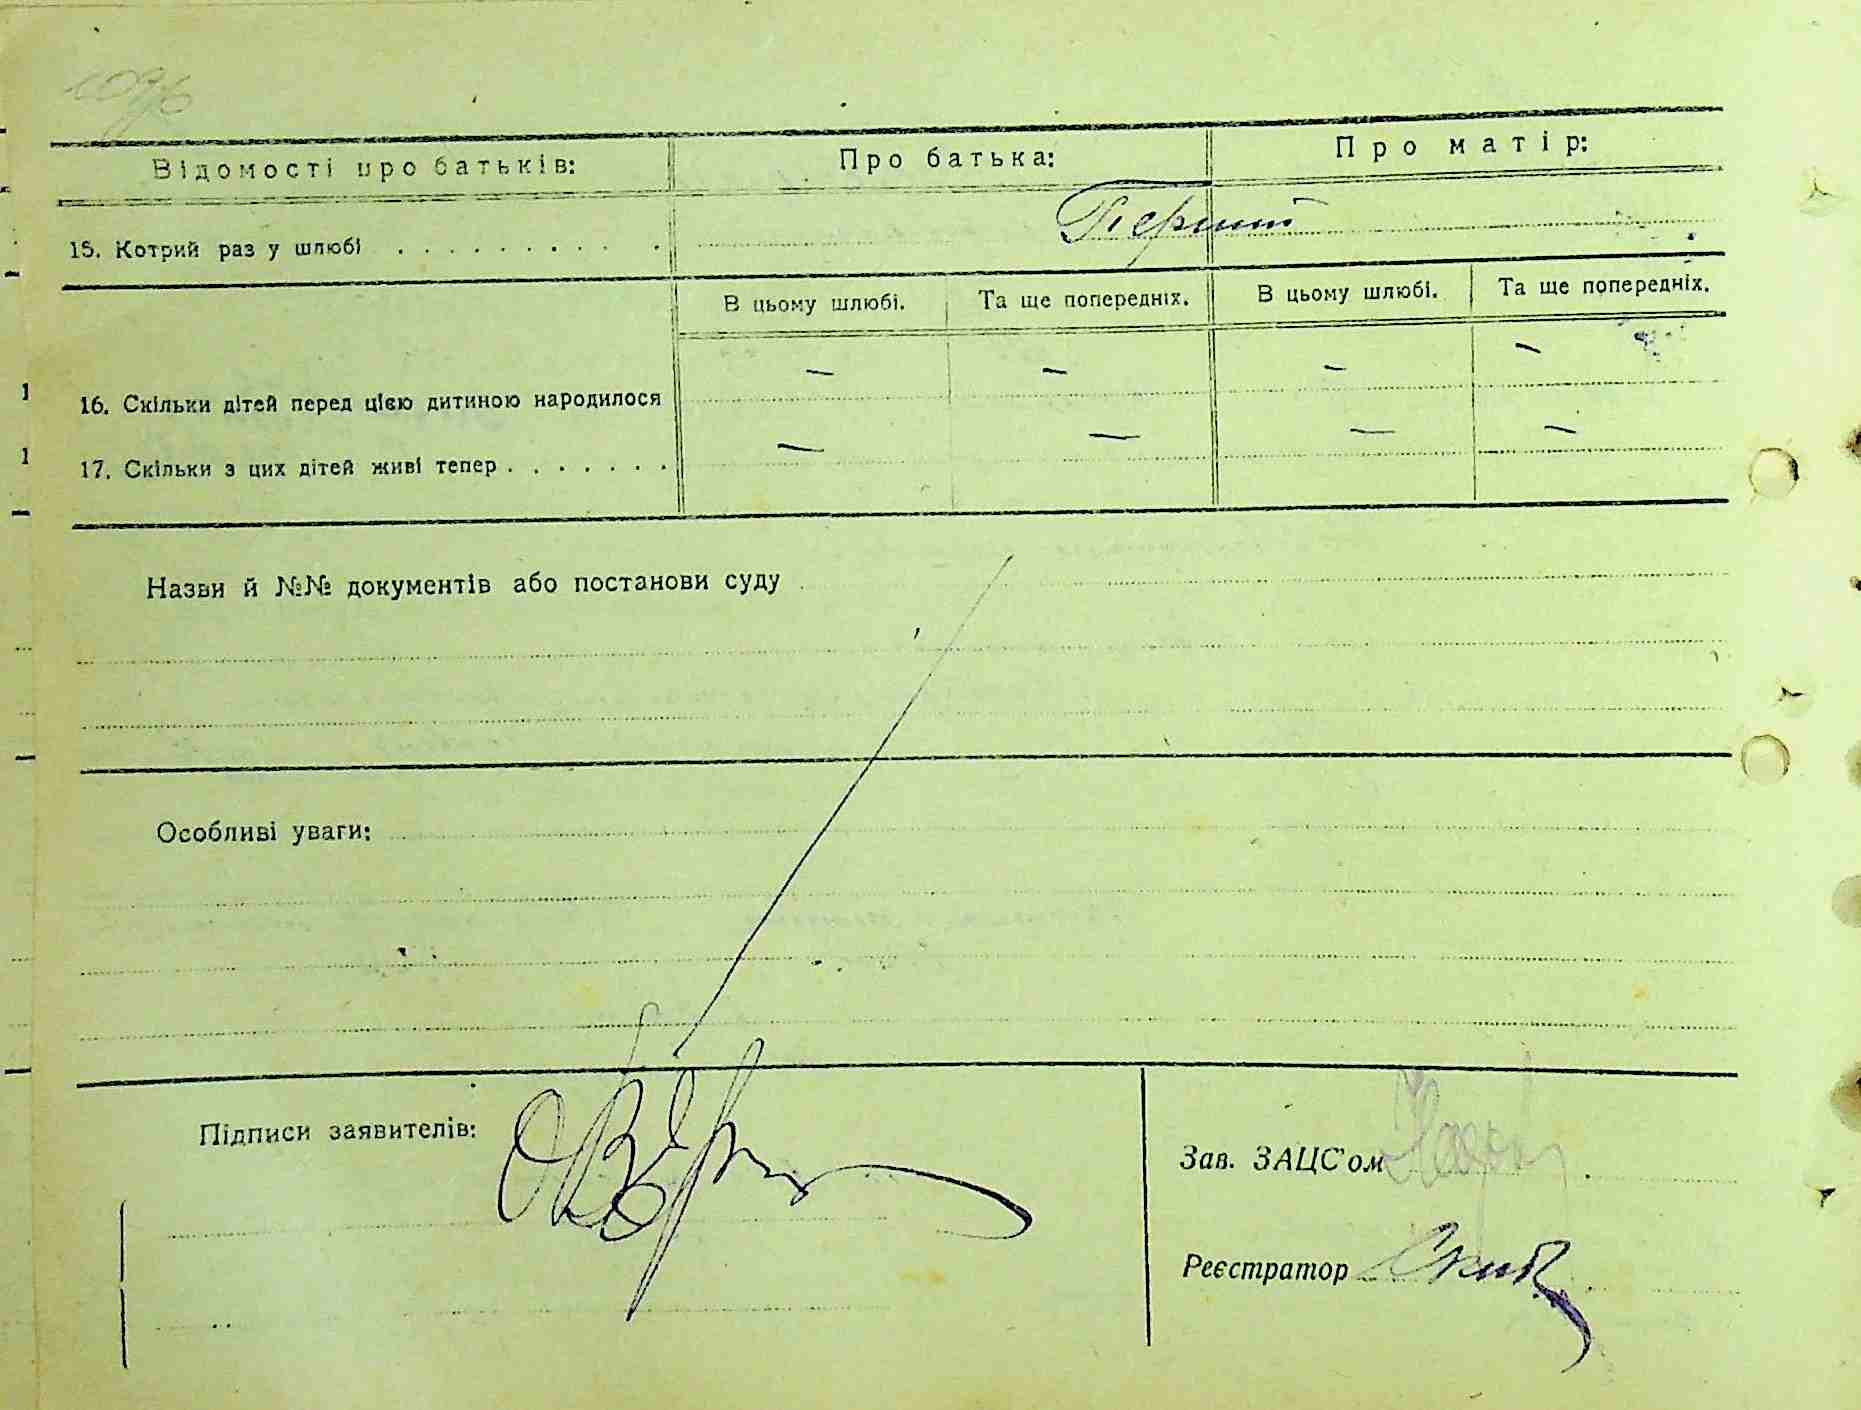 Відомості про батьків: Про батька: Про матір:
15. Котрий раз у шлюбі . . . . . . . . . . Перший
В цьому шлюбі. Та ще попередніх. В цьому шлюбі. Та ще попередніх.
— — — —
16. Скільки дітей перед цією дитиною народилося
— — — —
17. Скільки з цих дітей живі тепер . . . . . . .
Назви й №№ документів або постанови суду
Особливі уваги:
Підписи заявителів:
Зав. ЗАЦС'ом
Реєстратор